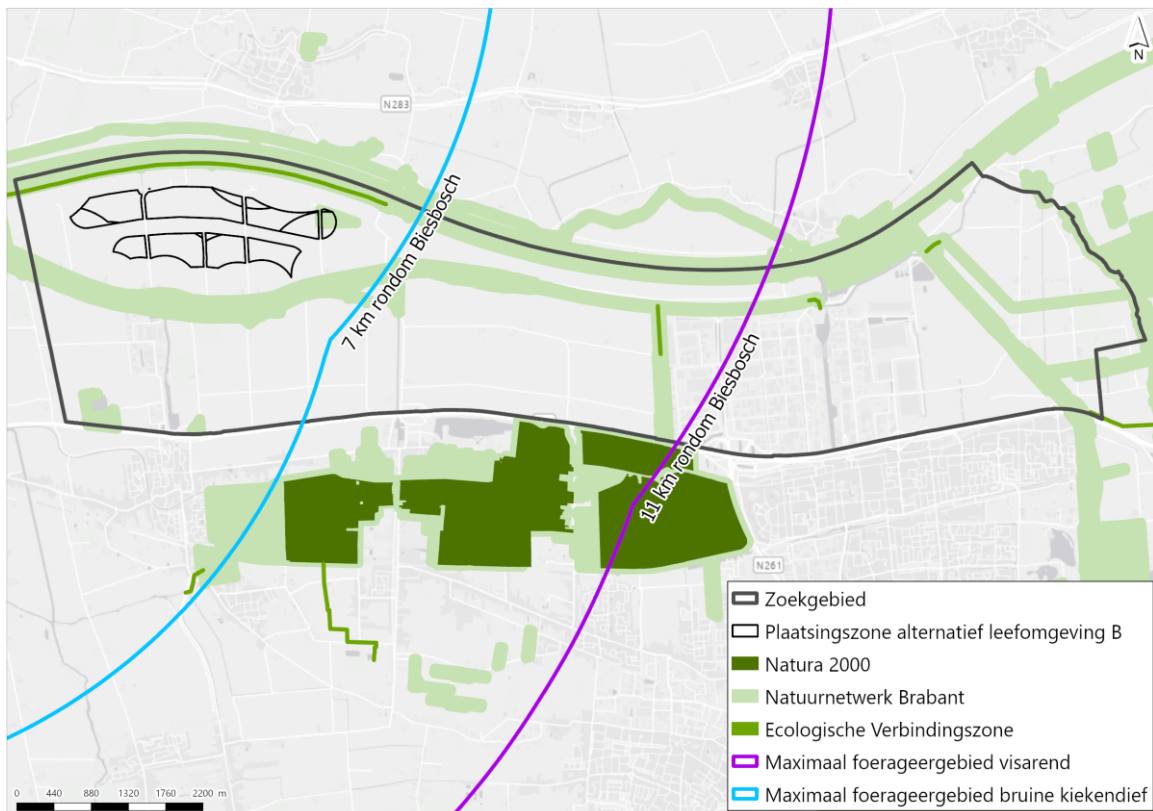 N
N283
7 km rondom Biesbosch
11 km rondom Biesbosch
N261
Zoekgebied
Plaatsingszone alternatief leefomgeving B
Natura 2000
Natuurnetwerk Brabant
Ecologische Verbindingszone
Maximaal foerageergebied visarend
Maximaal foerageergebied bruine kiekendief
0 440 880 1320 1760 2200 m